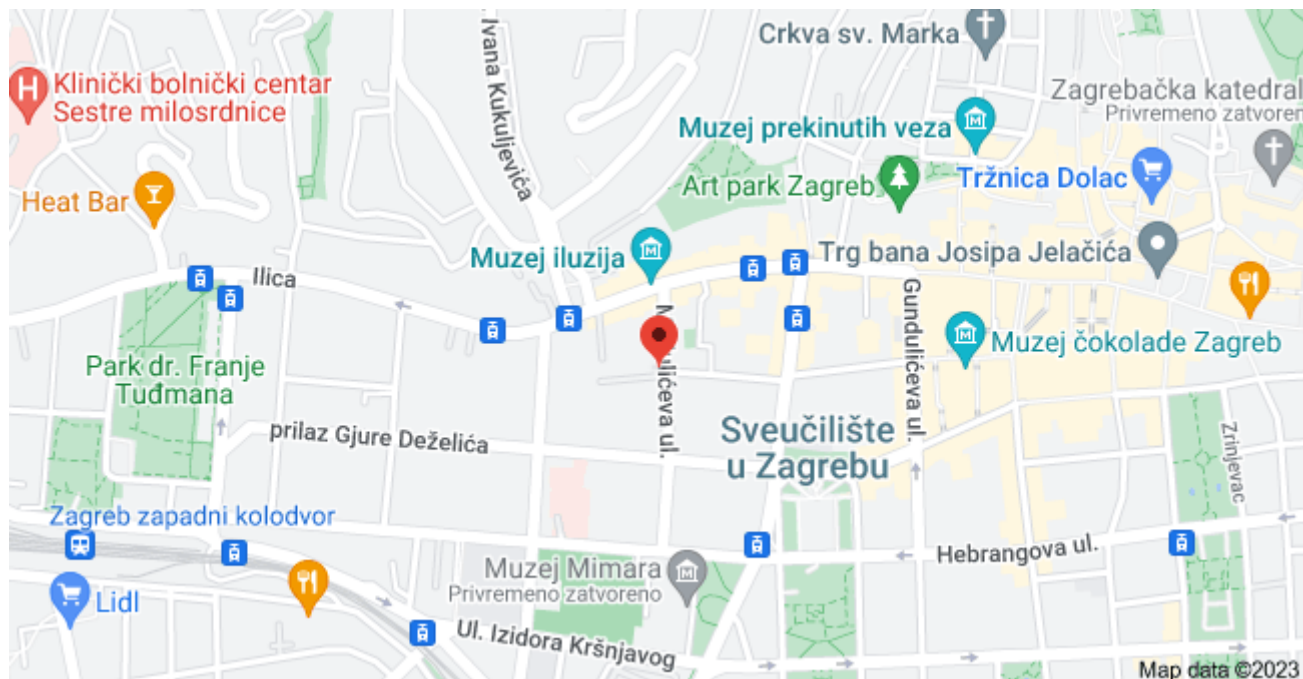 Crkva sv. Marka
Ivana Kukuljevića
Klinički bolnički centar
Sestre milosrdnice
Zagrebačka katedral
Privremeno zatvoren
Muzej prekinutih veza
Art park Zagreb
Tržnica Dolac
Heat Bar
Muzej iluzija
Trg bana Josipa Jelačića
Ilica
Gundulićeva ul.
Muzej čokolade Zagreb
Park dr. Franje
Tuđmana
prilaz Gjure Deželića
Sveučilište
u Zagrebu
Zrinjevac
Zagreb zapadni kolodvor
Hebrangova ul.
Muzej Mimara
Privremeno zatvoreno
Lidl
Ul. Izidora Kršnjavog
Map data ©2023